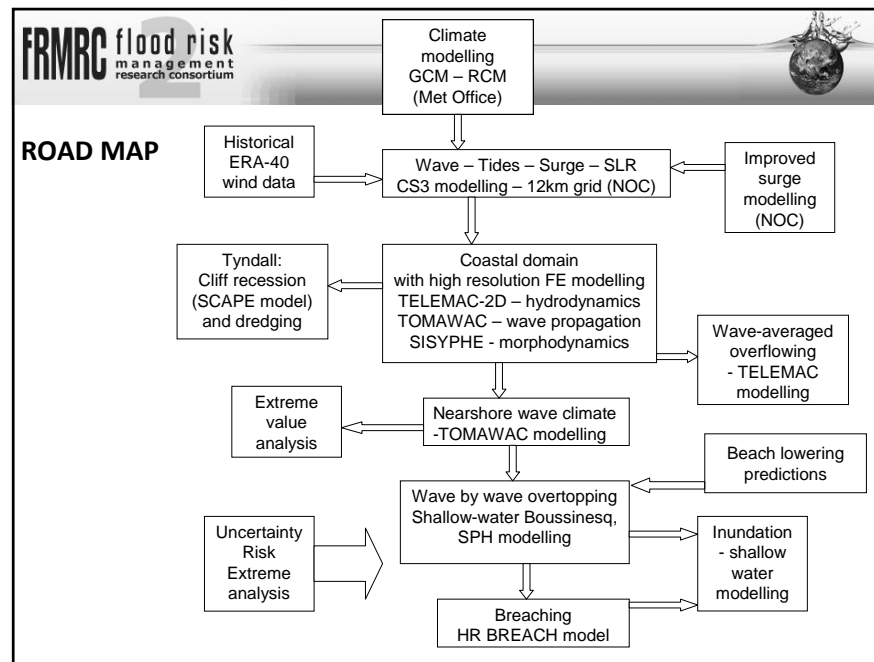 FRMRC flood risk
management
research consortium
2
Climate
modelling
GCM – RCM
(Met Office)
ROAD MAP
Historical
ERA-40
wind data
Wave – Tides – Surge – SLR
CS3 modelling – 12km grid (NOC)
Improved
surge
modelling
(NOC)
Tyndall:
Cliff recession
(SCAPE model)
and dredging
Coastal domain
with high resolution FE modelling
TELEMAC-2D – hydrodynamics
TOMAWAC – wave propagation
SISYPHE - morphodynamics
Wave-averaged
overflowing
- TELEMAC
modelling
Extreme
value
analysis
Nearshore wave climate
-TOMAWAC modelling
Beach lowering
predictions
Wave by wave overtopping
Shallow-water Boussinesq,
SPH modelling
Uncertainty
Risk
Extreme
analysis
Inundation
- shallow
water
modelling
Breaching
HR BREACH model